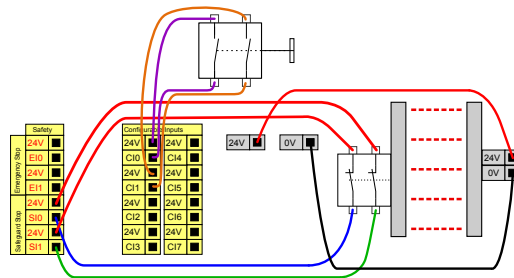 Safety
Emergency Stop
24V
EI0
24V
EI1
Safeguard Stop
24V
SI0
24V
SI1
Configurable Inputs
24V 24V
CI0 CI4
24V 24V
CI1 CI5
24V 24V
CI2 CI6
24V 24V
CI3 CI7
24V
0V
24V
0V